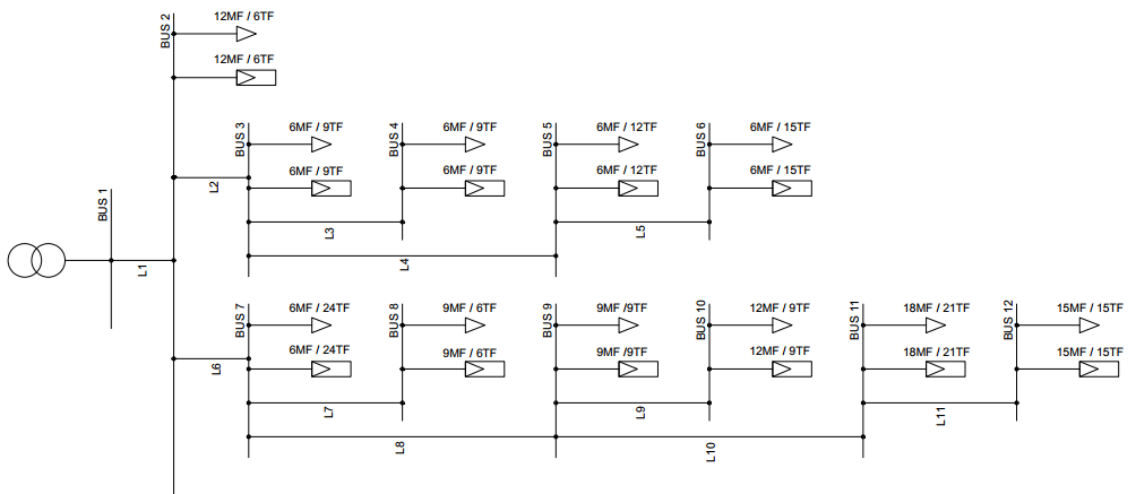 BUS 2
12MF / 6TF
12MF / 6TF
BUS 3
6MF / 9TF
6MF / 9TF
BUS 4
6MF / 9TF
6MF / 9TF
BUS 5
6MF / 12TF
6MF / 12TF
BUS 6
6MF / 15TF
6MF / 15TF
L2
BUS 1
L3
L5
L1
L4
BUS 7
6MF / 24TF
6MF / 24TF
BUS 8
9MF / 6TF
9MF / 6TF
BUS 9
9MF /9TF
9MF /9TF
BUS 10
12MF / 9TF
12MF / 9TF
BUS 11
18MF / 21TF
18MF / 21TF
BUS 12
15MF / 15TF
15MF / 15TF
L6
L7
L9
L11
L8
L10